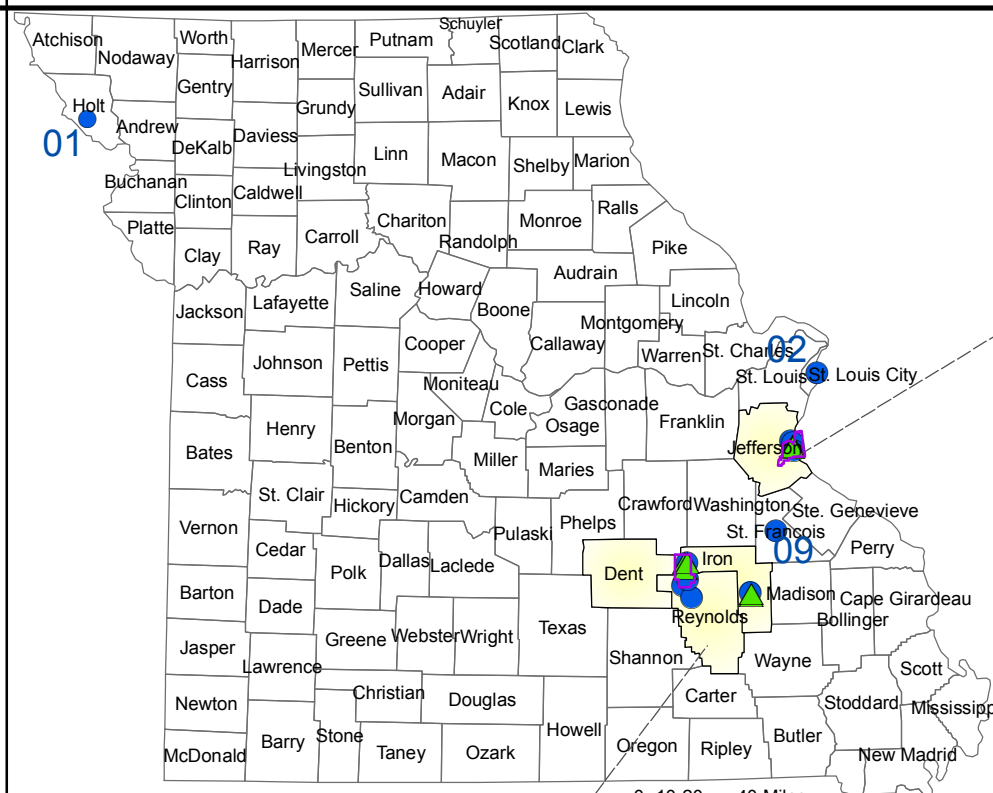 Schuyler
Atchison
Nodaway
Worth
Harrison
Mercer
Putnam
Scotland
Clark
Gentry
Sullivan
Adair
Knox
Lewis
Holt
01
Andrew
DeKalb
Daviess
Grundy
Livingston
Linn
Macon
Shelby
Marion
Buchanan
Clinton
Caldwell
Chariton
Randolph
Monroe
Ralls
Platte
Clay
Ray
Carroll
Pike
Audrain
Jackson
Lafayette
Saline
Howard
Boone
Callaway
Montgomery
Lincoln
Cooper
Warren
St. Charles
02
Cass
Johnson
Pettis
Moniteau
St. Louis
St. Louis City
Morgan
Cole
Osage
Gasconade
Franklin
Jefferson
Bates
Henry
Benton
Miller
Maries
St. Clair
Hickory
Camden
Crawford
Washington
Ste. Genevieve
St. Francois
09
Perry
Vernon
Cedar
Polk
Dallas
Laclede
Pulaski
Phelps
Dent
Iron
Madison
Cape Girardeau
Bollinger
Reynolds
Barton
Dade
Greene
Webster
Wright
Texas
Shannon
Wayne
Scott
Jasper
Lawrence
Christian
Douglas
Howell
Carter
Stoddard
Newton
Stone
Taney
Ozark
Oregon
Ripley
Butler
New Madrid
McDonald
Barry